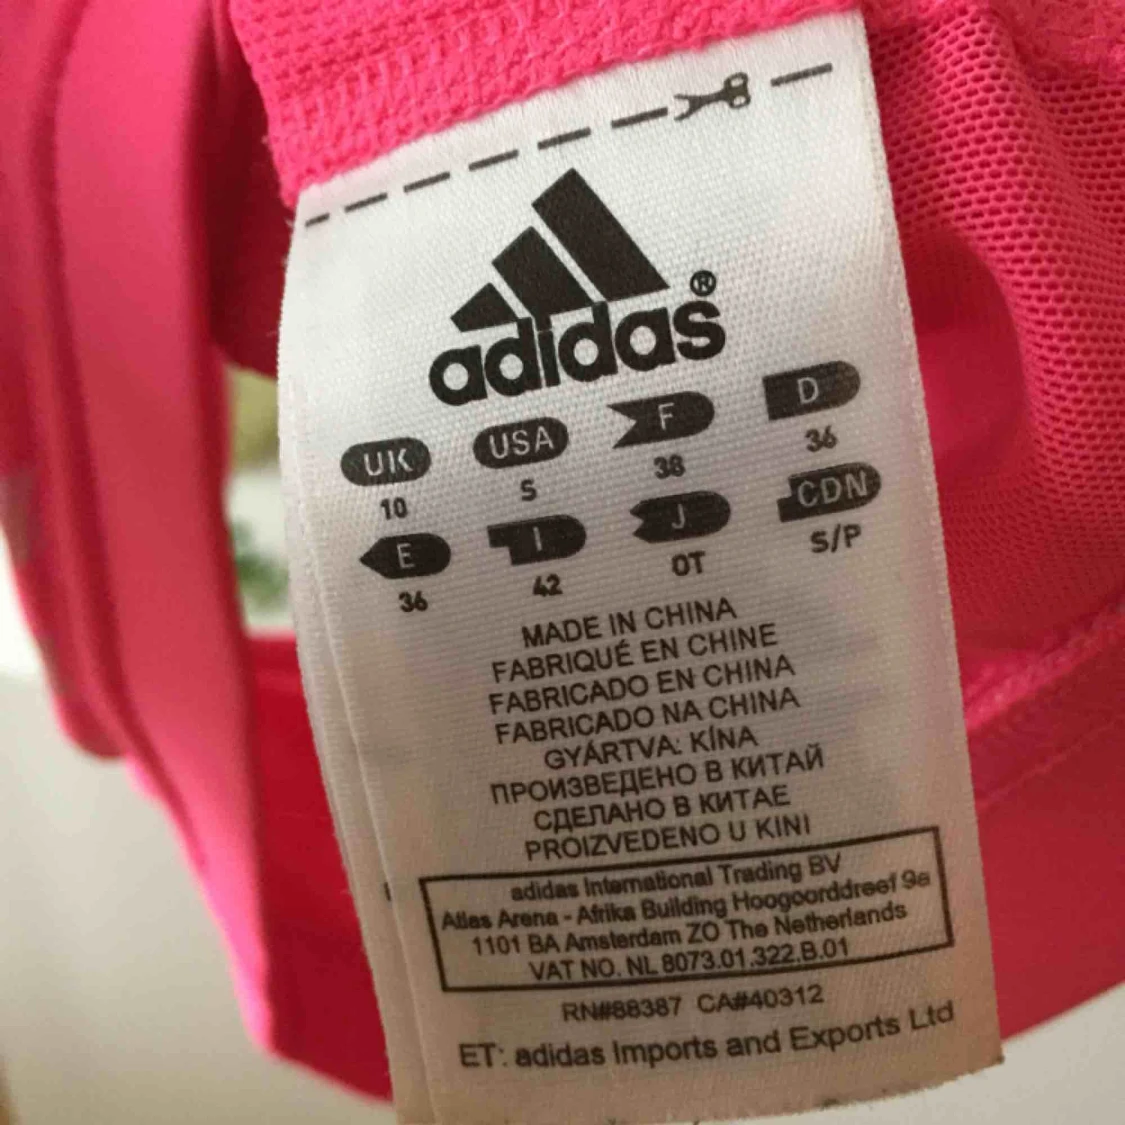 adidas®
UK USA F D
10 S 38 36
E I J CDN
36 42 OT S/P
MADE IN CHINA
FABRIQUÉ EN CHINE
FABRICADO EN CHINA
FABRICADO NA CHINA
GYÁRTVA: KÍNA
ПРОИЗВЕДЕНО В КИТАЙ
СДЕЛАНО В КИТАЕ
PROIZVEDENO U KINI
adidas International Trading BV
Atlas Arena - Afrika Building Hoogoorddreef 9a
1101 BA Amsterdam ZO The Netherlands
VAT NO. NL 8073.01.322.B.01
RN#88387 CA#40312
ET: adidas Imports and Exports Ltd